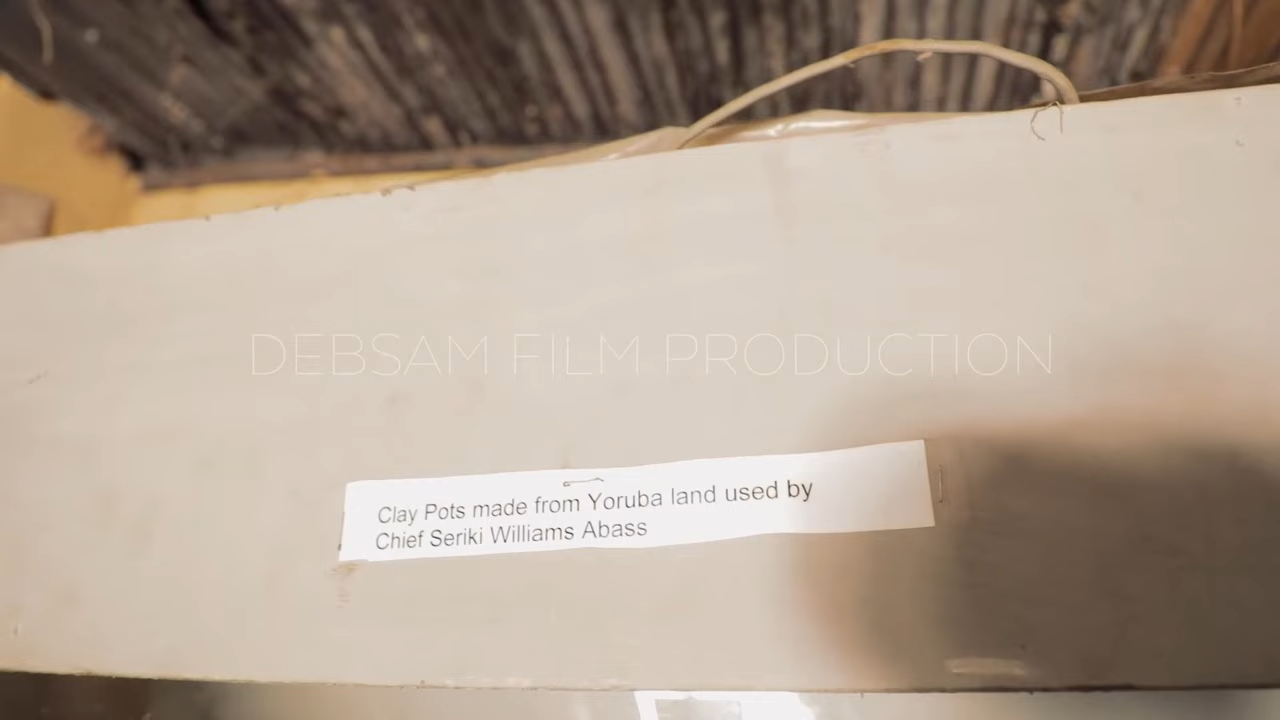 DEBSAM FILM PRODUCTION
Clay Pots made from Yoruba land used by
Chief Seriki Williams Abass